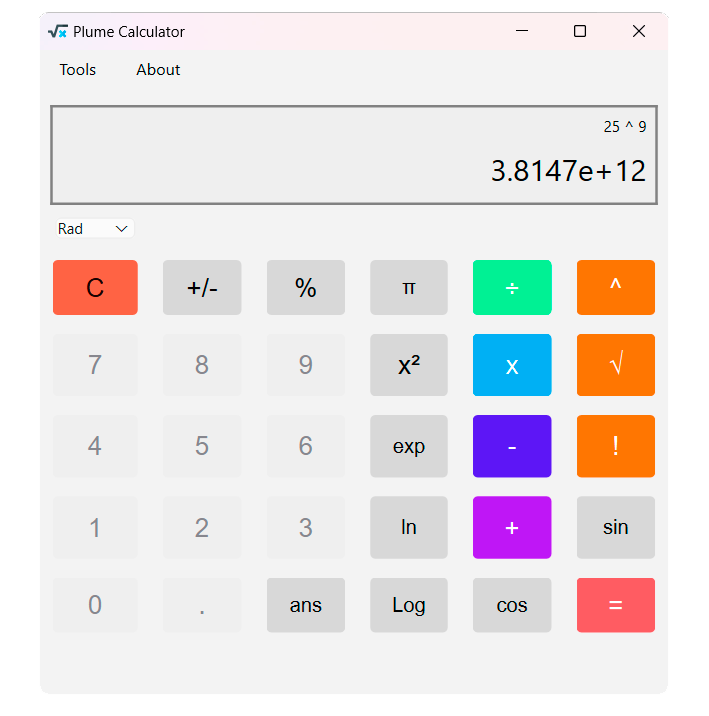 Plume Calculator
Tools About
25 ^ 9
3.8147e+12
Rad
C +/- % π ÷ ^
7 8 9 x² x √
4 5 6 exp - !
1 2 3 ln + sin
0 . ans Log cos =